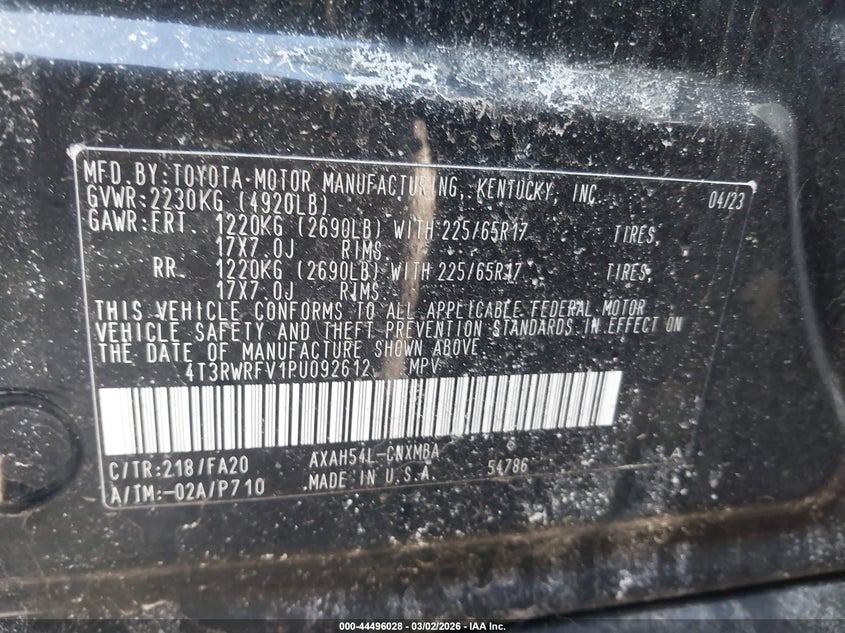 MFD. BY: TOYOTA MOTOR MANUFACTURING, KENTUCKY, INC. 04/23
GVWR: 2230KG (4920LB)
GAWR: FRT. 1220KG (2690LB) WITH 225/65R17 TIRES,
17X7.0J RIMS
RR. 1220KG (2690LB) WITH 225/65R17 TIRES,
17X7.0J RIMS
THIS VEHICLE CONFORMS TO ALL APPLICABLE FEDERAL MOTOR
VEHICLE SAFETY AND THEFT PREVENTION STANDARDS IN EFFECT ON
THE DATE OF MANUFACTURE SHOWN ABOVE
4T3RWRFV1PU092612 MPV
C/TR: 218/FA20 AXAH54L-CNXMBA
A/TM: -02A/P710 MADE IN U.S.A. 54786
000-44496028 - 03/02/2026 - IAA Inc.